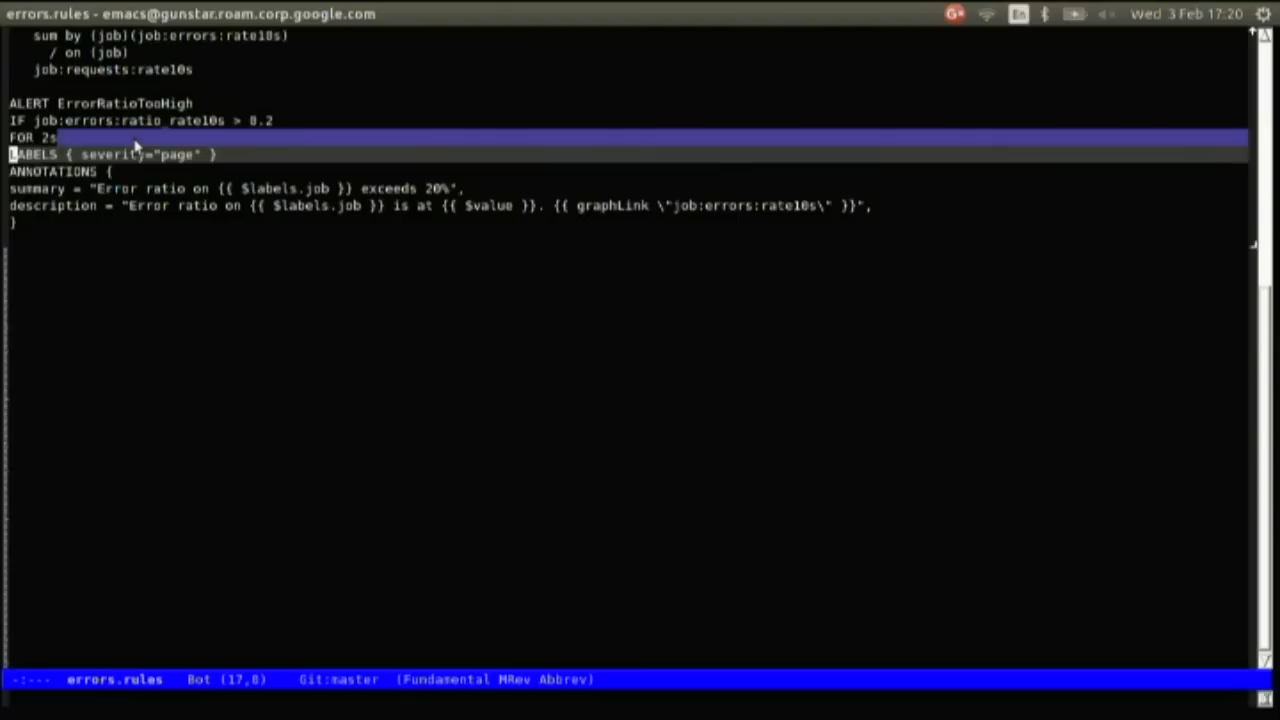 errors.rules - emacs@gunstar.roam.corp.google.com
En
Wed 3 Feb 17:20
sum by (job)(job:errors:rate10s)
/ on (job)
job:requests:rate10s
ALERT ErrorRatioTooHigh
IF job:errors:ratio_rate10s > 0.2
FOR 2s
LABELS { severity="page" }
ANNOTATIONS {
summary = "Error ratio on {{ $labels.job }} exceeds 20%",
description = "Error ratio on {{ $labels.job }} is at {{ $value }}. {{ graphLink \"job:errors:rate10s\" }}",
}
-:--- errors.rules Bot (17,0) Git:master (Fundamental MRev Abbrev)